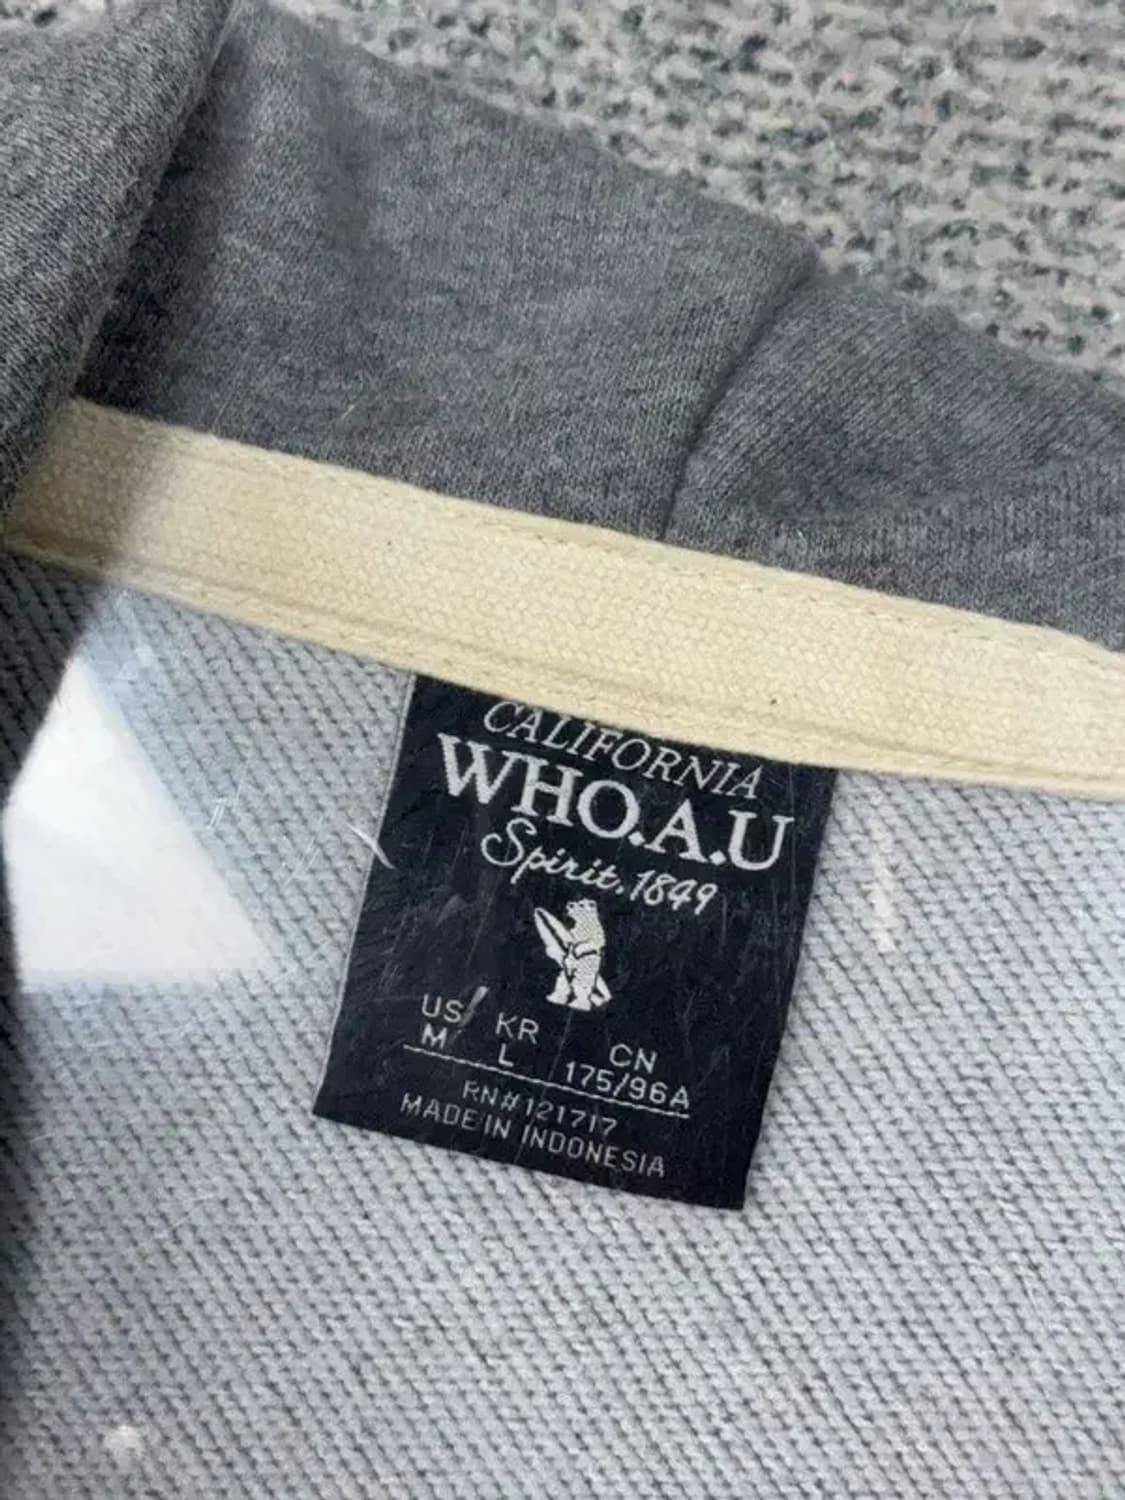 CALIFORNIA
WHO.A.U
Spirit.1849
US KR CN
M L 175/96A
RN#121717
MADE IN INDONESIA